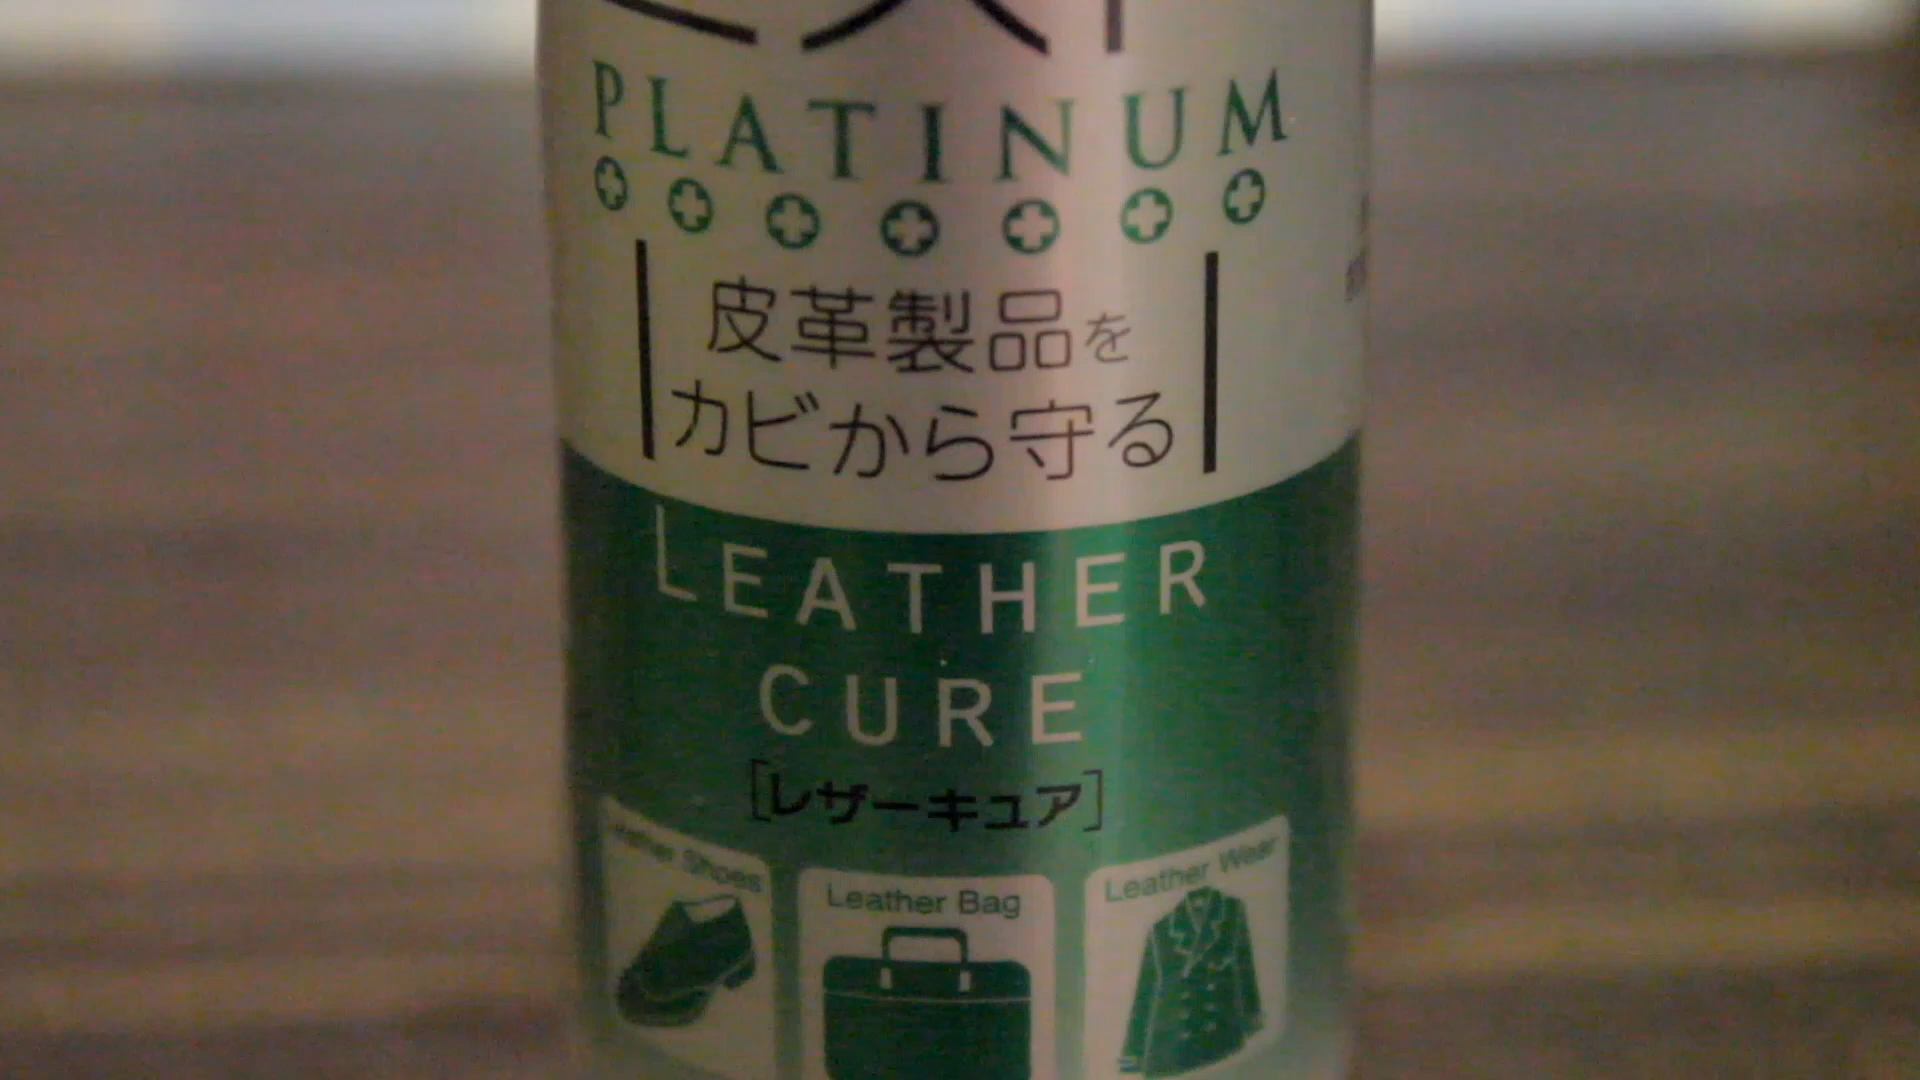 PLATINUM
皮革製品を
カビから守る
LEATHER
CURE
[レザーキュア]
Shoes
Leather Bag
Leather Wear